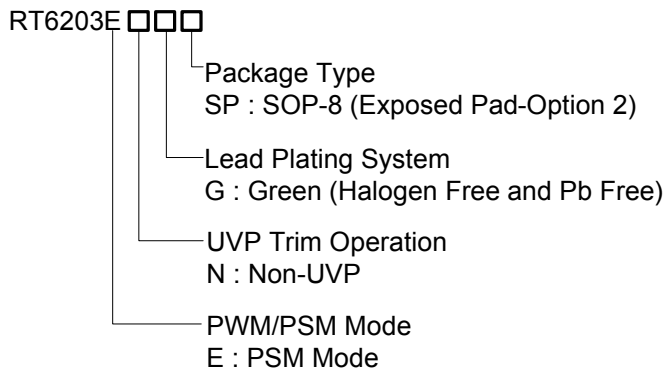 RT6203E
Package Type
SP : SOP-8 (Exposed Pad-Option 2)
Lead Plating System
G : Green (Halogen Free and Pb Free)
UVP Trim Operation
N : Non-UVP
PWM/PSM Mode
E : PSM Mode